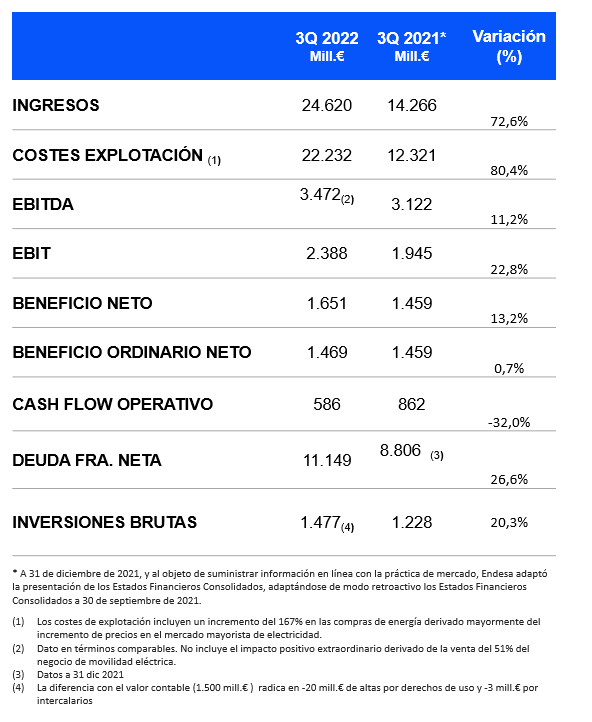 3Q 2022 3Q 2021* Variación
Mill.€ Mill.€ (%)
INGRESOS 24.620 14.266 72,6%
COSTES EXPLOTACIÓN (1) 22.232 12.321 80,4%
EBITDA 3.472(2) 3.122 11,2%
EBIT 2.388 1.945 22,8%
BENEFICIO NETO 1.651 1.459 13,2%
BENEFICIO ORDINARIO NETO 1.469 1.459 0,7%
CASH FLOW OPERATIVO 586 862 -32,0%
DEUDA FRA. NETA 11.149 8.806 (3) 26,6%
INVERSIONES BRUTAS 1.477(4) 1.228 20,3%
* A 31 de diciembre de 2021, y al objeto de suministrar información en línea con la práctica de mercado, Endesa adaptó
la presentación de los Estados Financieros Consolidados, adaptándose de modo retroactivo los Estados Financieros
Consolidados a 30 de septiembre de 2021.
(1) Los costes de explotación incluyen un incremento del 167% en las compras de energía derivado mayormente del
incremento de precios en el mercado mayorista de electricidad.
(2) Dato en términos comparables. No incluye el impacto positivo extraordinario derivado de la venta del 51% del
negocio de movilidad eléctrica.
(3) Datos a 31 dic 2021
(4) La diferencia con el valor contable (1.500 mill.€ ) radica en -20 mill.€ de altas por derechos de uso y -3 mill.€ por
intercalarios